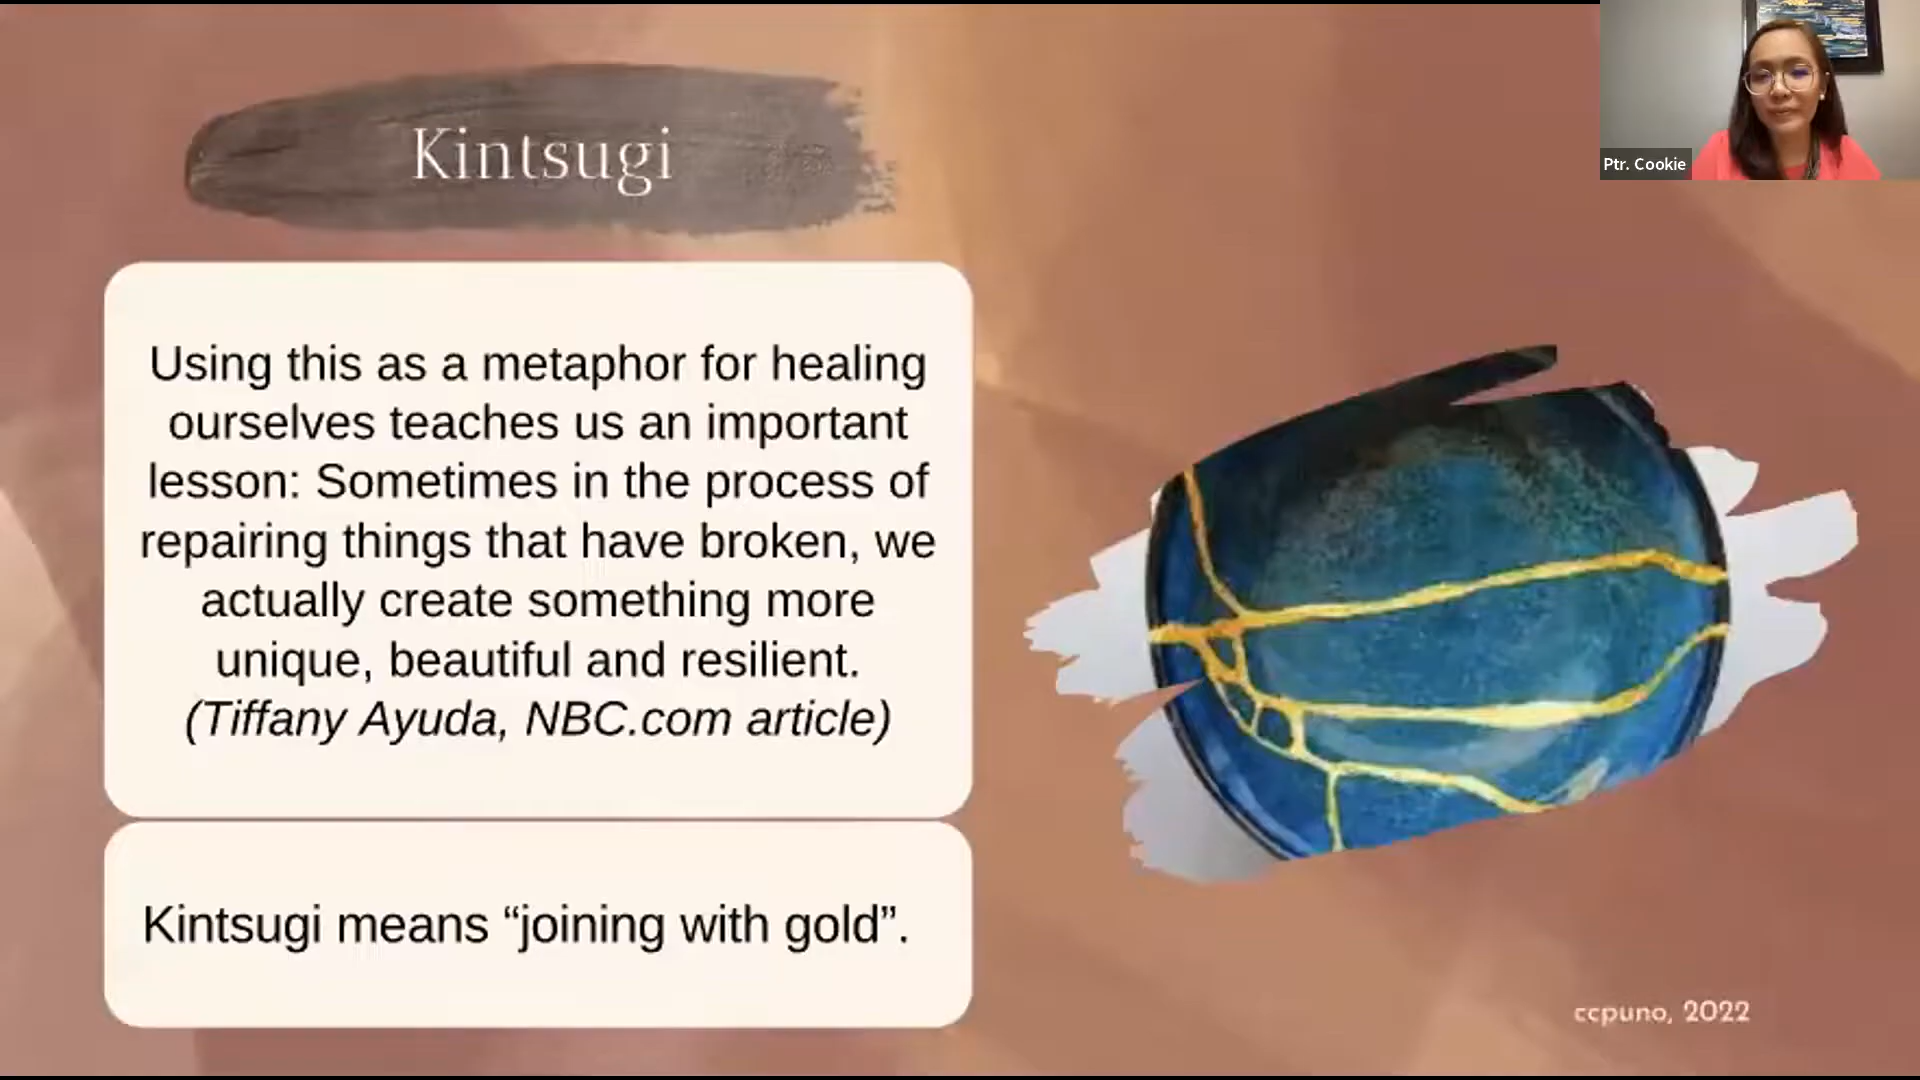 Kintsugi
Ptr. Cookie
Using this as a metaphor for healing
ourselves teaches us an important
lesson: Sometimes in the process of
repairing things that have broken, we
actually create something more
unique, beautiful and resilient.
(Tiffany Ayuda, NBC.com article)
Kintsugi means “joining with gold”.
ccpuno, 2022